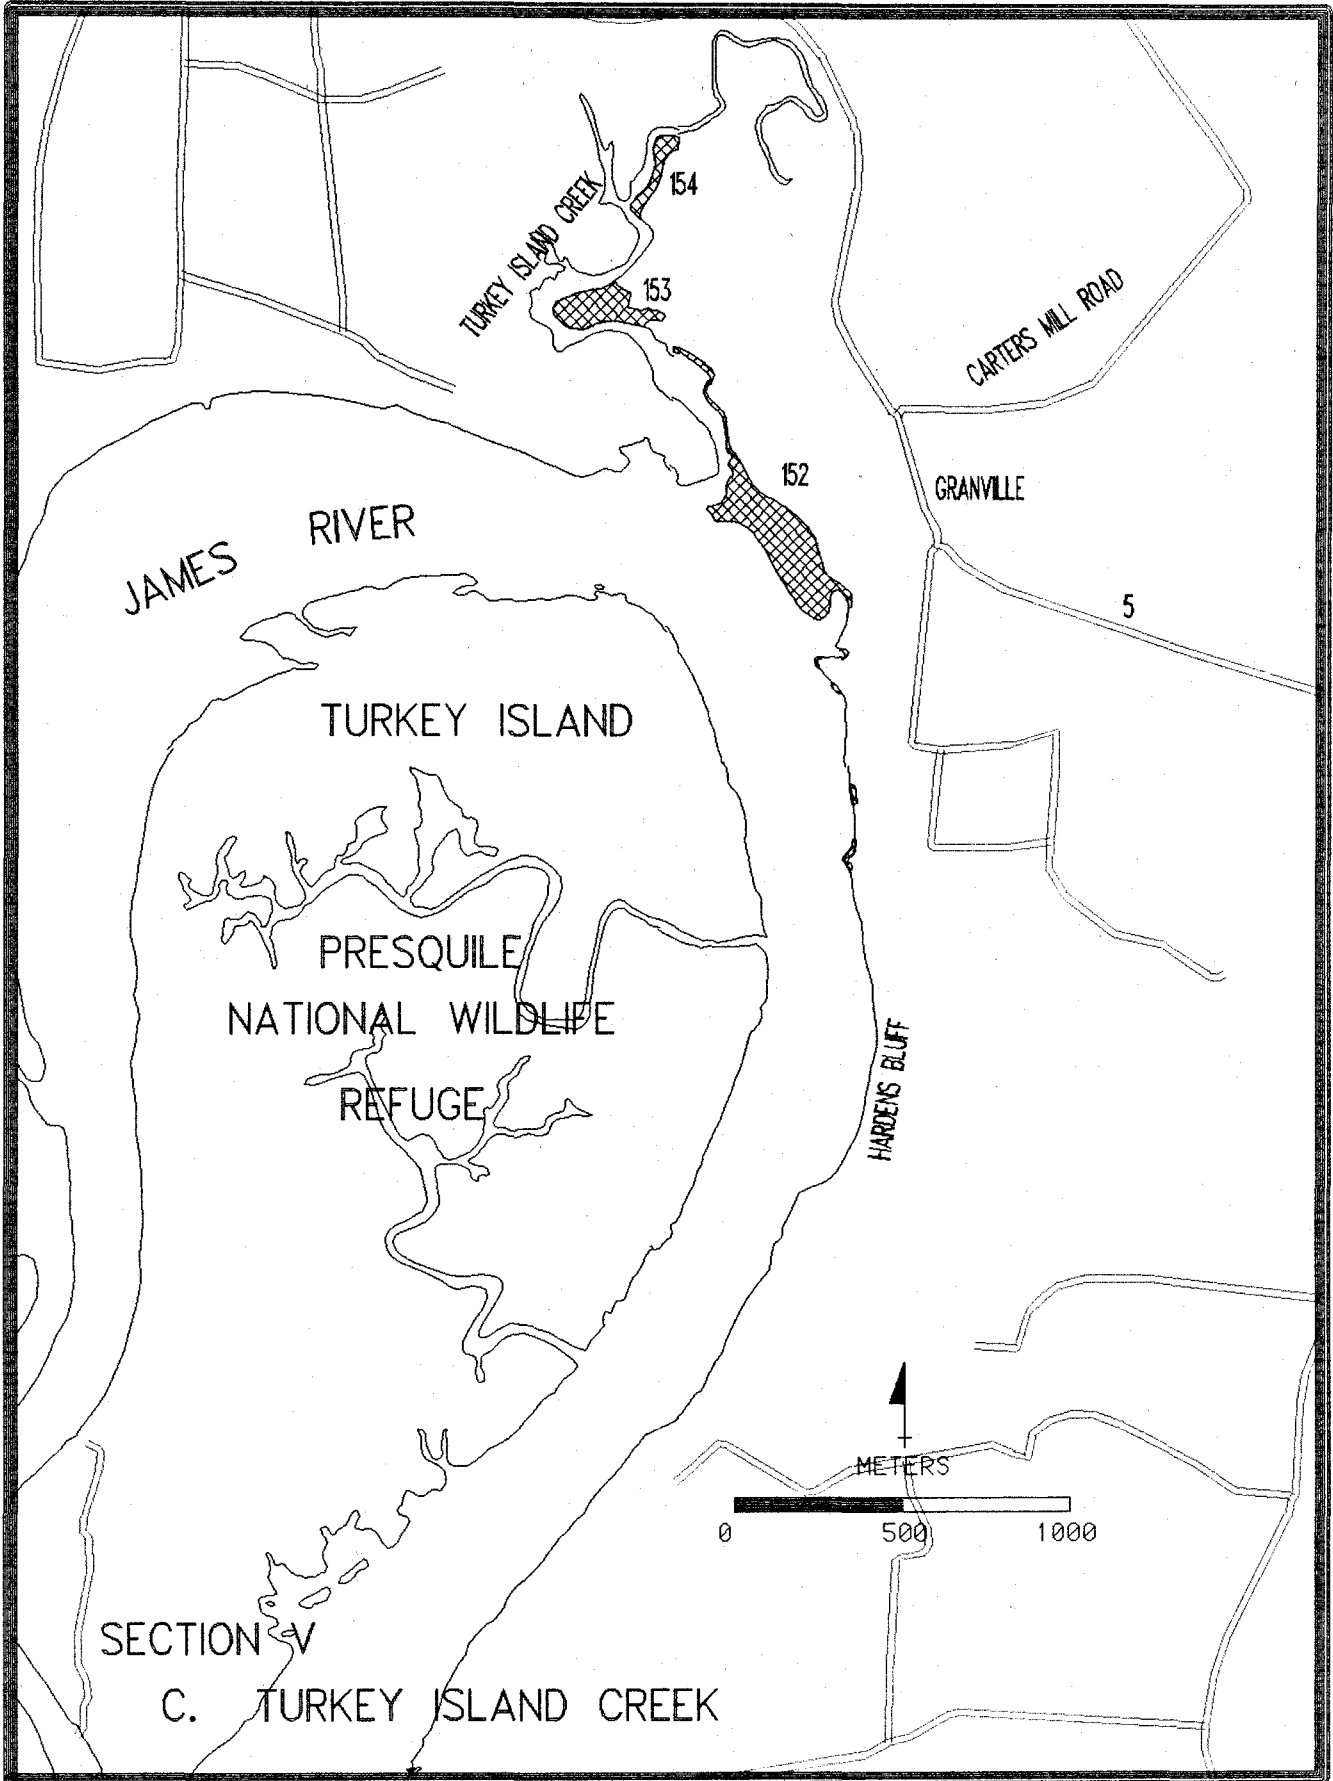 154
TURKEY ISLAND CREEK
153
CARTERS MILL ROAD
152
GRANVILLE
JAMES RIVER
5
TURKEY ISLAND
PRESQUILE
NATIONAL WILDLIFE
REFUGE
HARDENS BLUFF
METERS
0 500 1000
SECTION V
C. TURKEY ISLAND CREEK